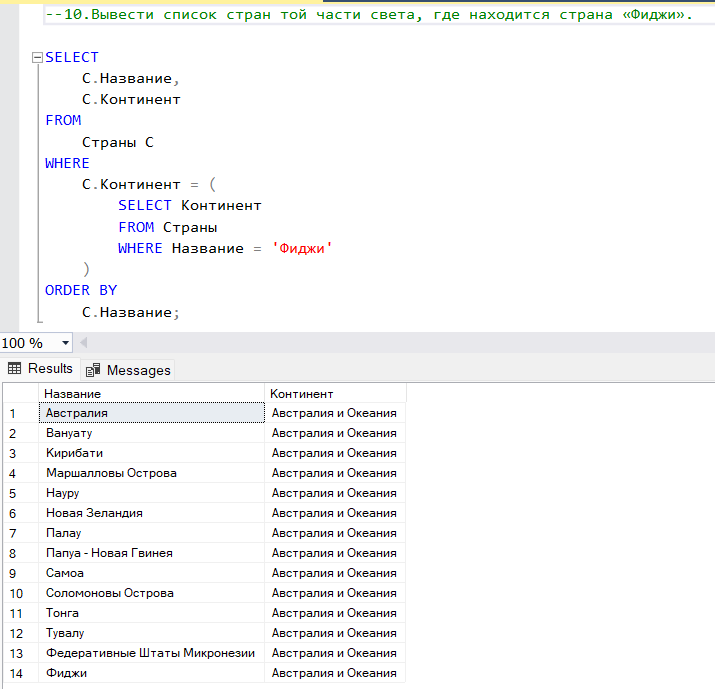 --10.Вывести список стран той части света, где находится страна «Фиджи».
SELECT
С.Название,
С.Континент
FROM
Страны С
WHERE
С.Континент = (
SELECT Континент
FROM Страны
WHERE Название = 'Фиджи'
)
ORDER BY
С.Название;
100 %
Results Messages
Название Континент
1 Австралия Австралия и Океания
2 Вануату Австралия и Океания
3 Кирибати Австралия и Океания
4 Маршалловы Острова Австралия и Океания
5 Науру Австралия и Океания
6 Новая Зеландия Австралия и Океания
7 Палау Австралия и Океания
8 Папуа - Новая Гвинея Австралия и Океания
9 Самоа Австралия и Океания
10 Соломоновы Острова Австралия и Океания
11 Тонга Австралия и Океания
12 Тувалу Австралия и Океания
13 Федеративные Штаты Микронезии Австралия и Океания
14 Фиджи Австралия и Океания